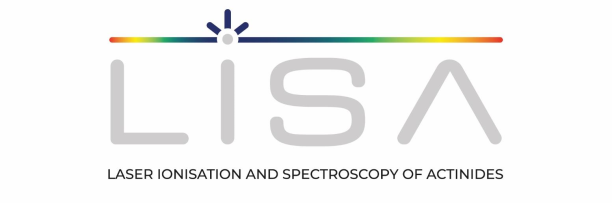 LiSA
LASER IONISATION AND SPECTROSCOPY OF ACTINIDES